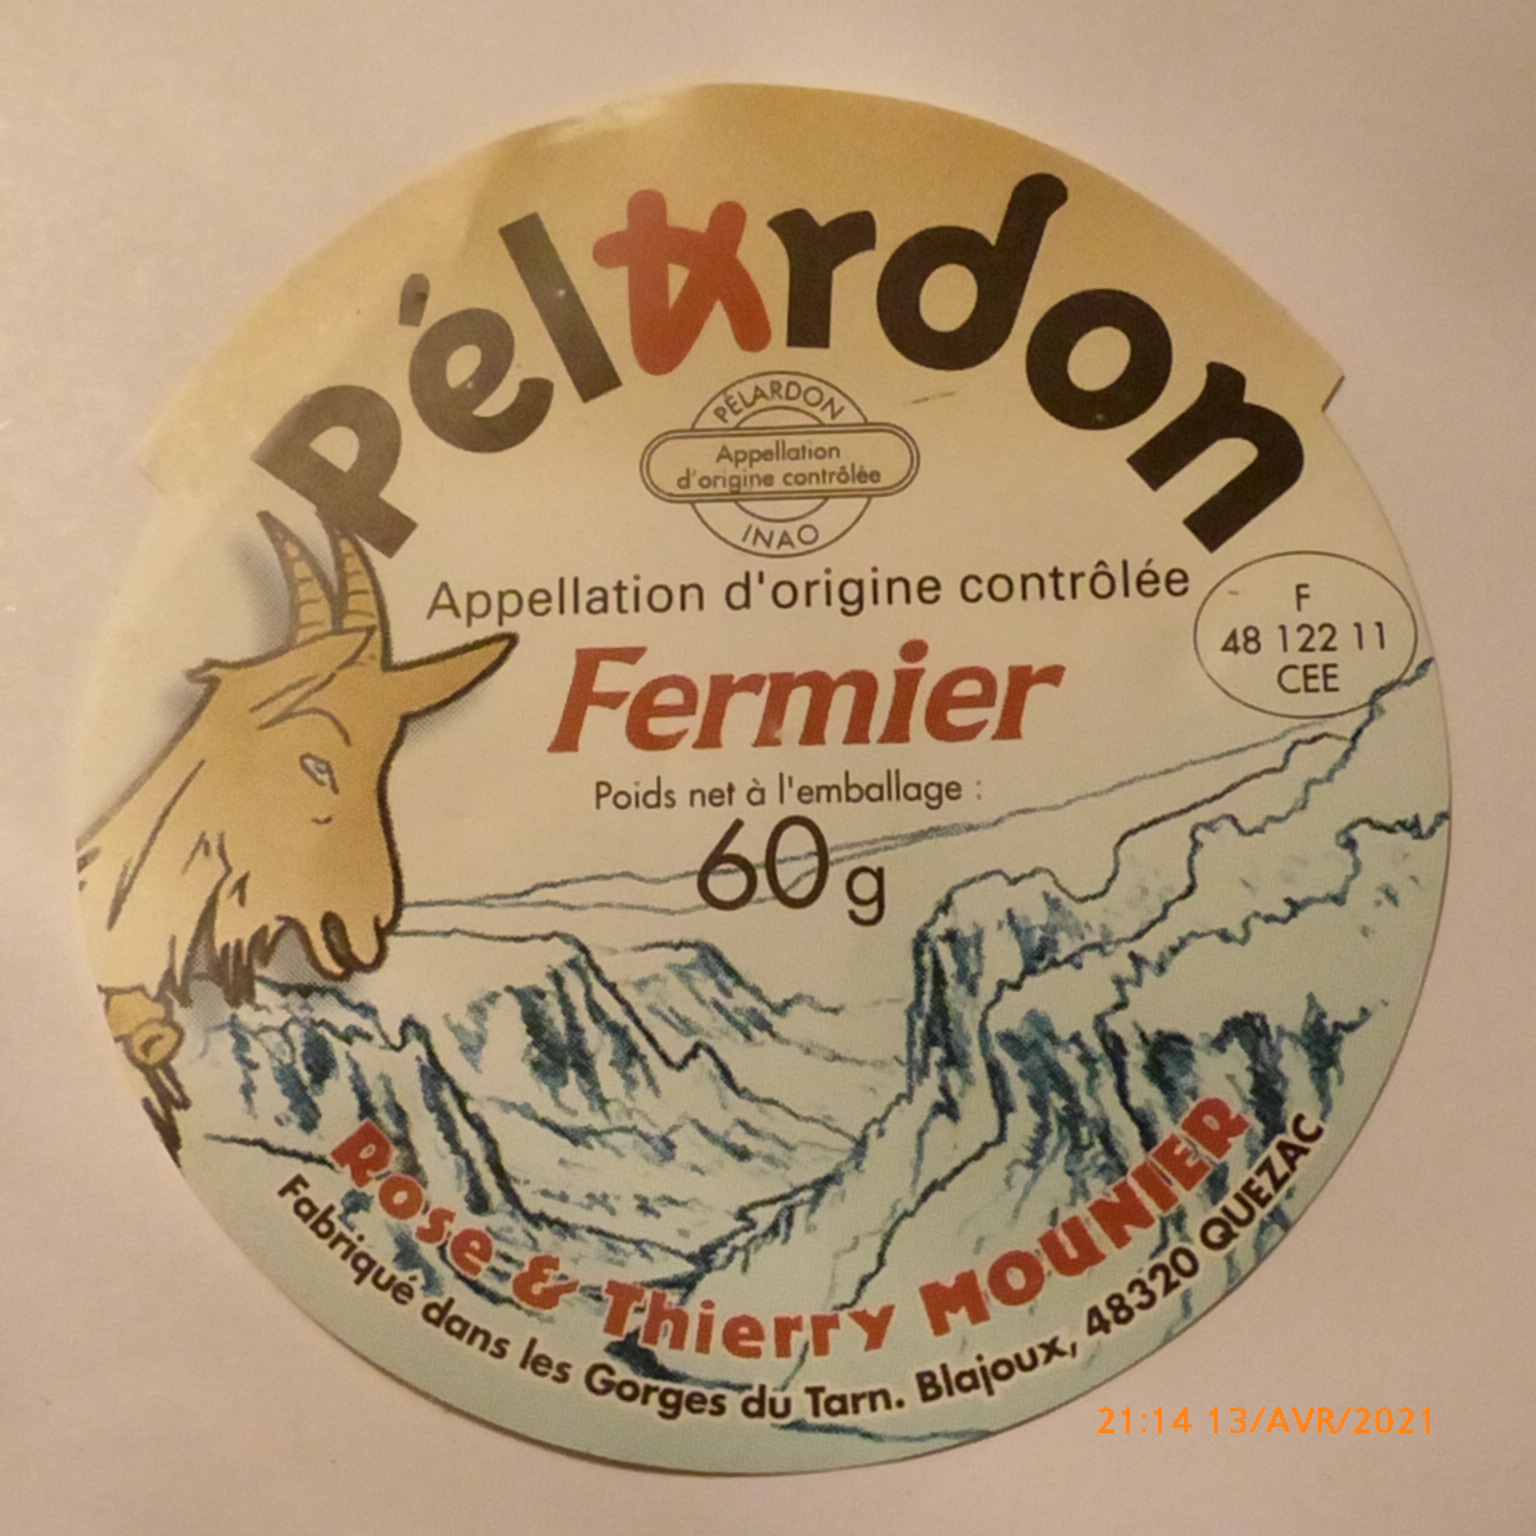 Pélardon
PÉLARDON
Appellation
d'origine contrôlée
INAO
Appellation d'origine contrôlée
F
48 122 11
CEE
Fermier
Poids net à l'emballage :
60 g
Rose & Thierry MOUNIER
Fabriqué dans les Gorges du Tarn. Blajoux, 48320 QUEZAC
21:14 13/AVR/2021